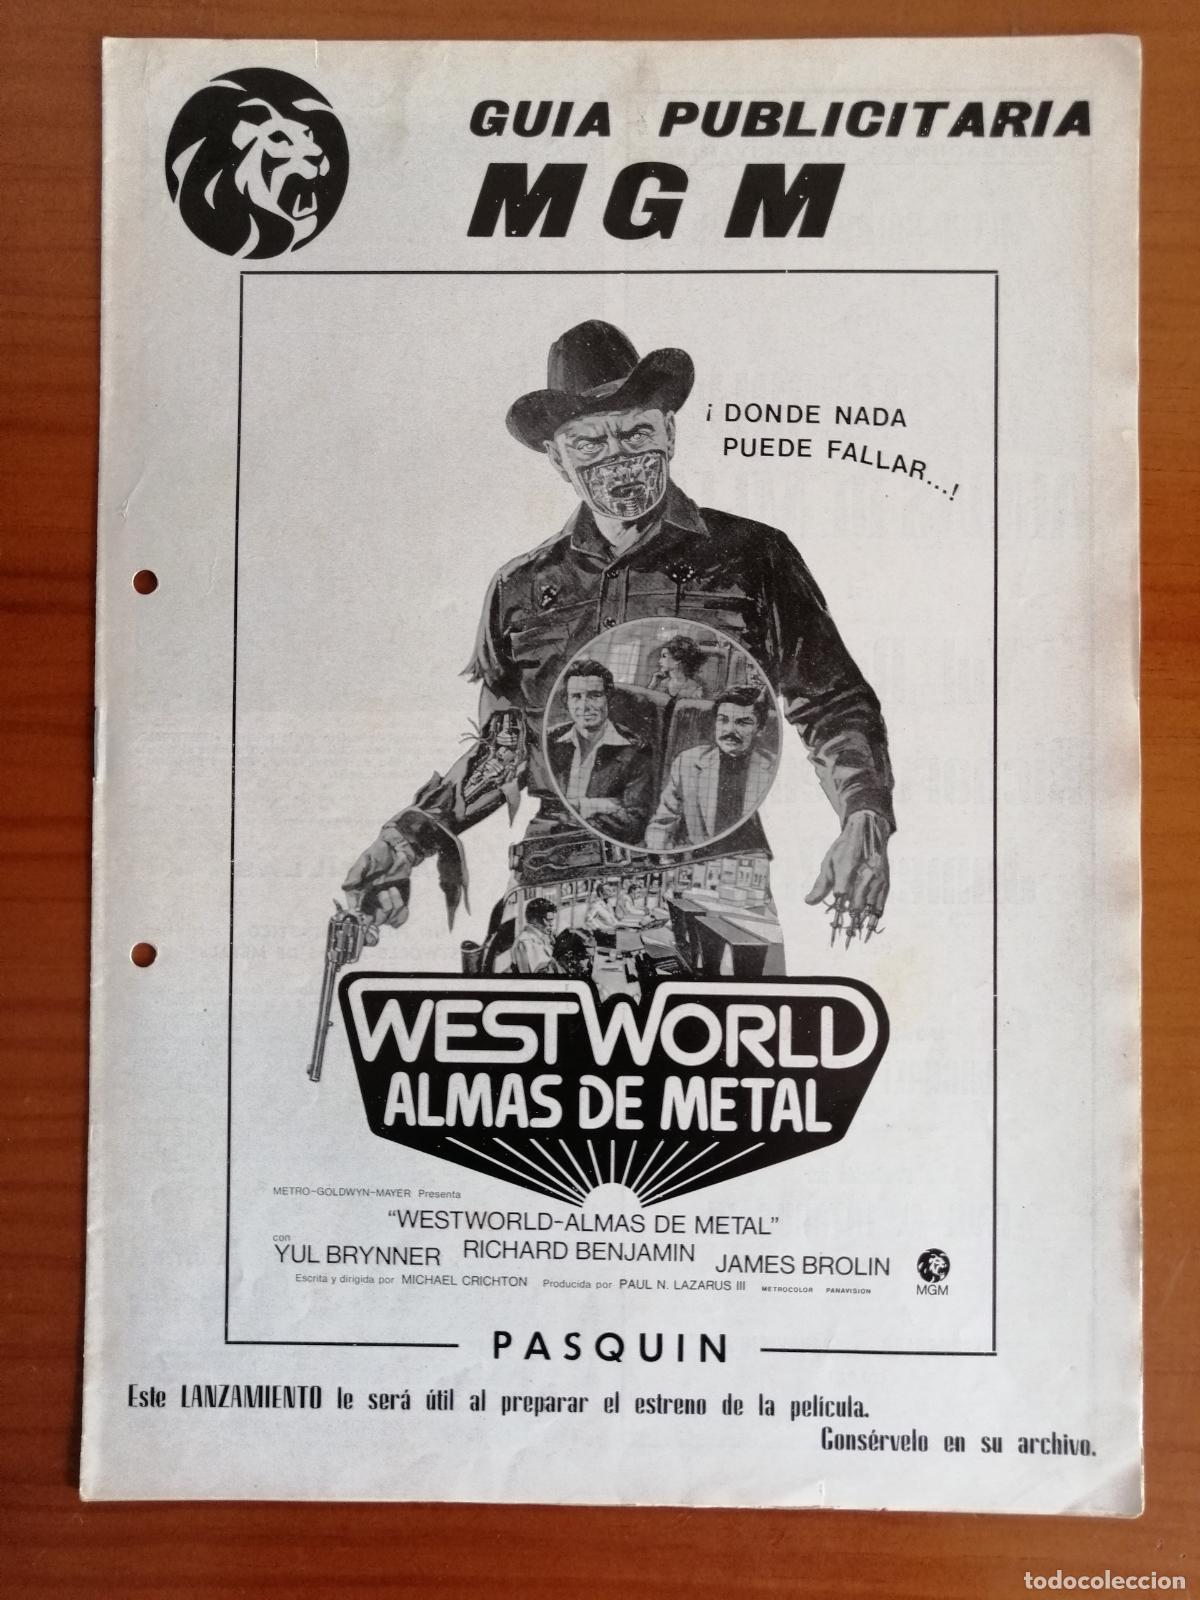 GUIA PUBLICITARIA
MGM
¡ DONDE NADA
PUEDE FALLAR...!
WESTWORLD
ALMAS DE METAL
METRO-GOLDWYN-MAYER Presenta
"WESTWORLD-ALMAS DE METAL"
con
YUL BRYNNER RICHARD BENJAMIN JAMES BROLIN
Escrita y dirigida por MICHAEL CRICHTON Producida por PAUL N. LAZARUS III METROCOLOR PANAVISION
MGM
PASQUIN
Este LANZAMIENTO le será útil al preparar el estreno de la película.
Consérvelo en su archivo.
todocoleccion